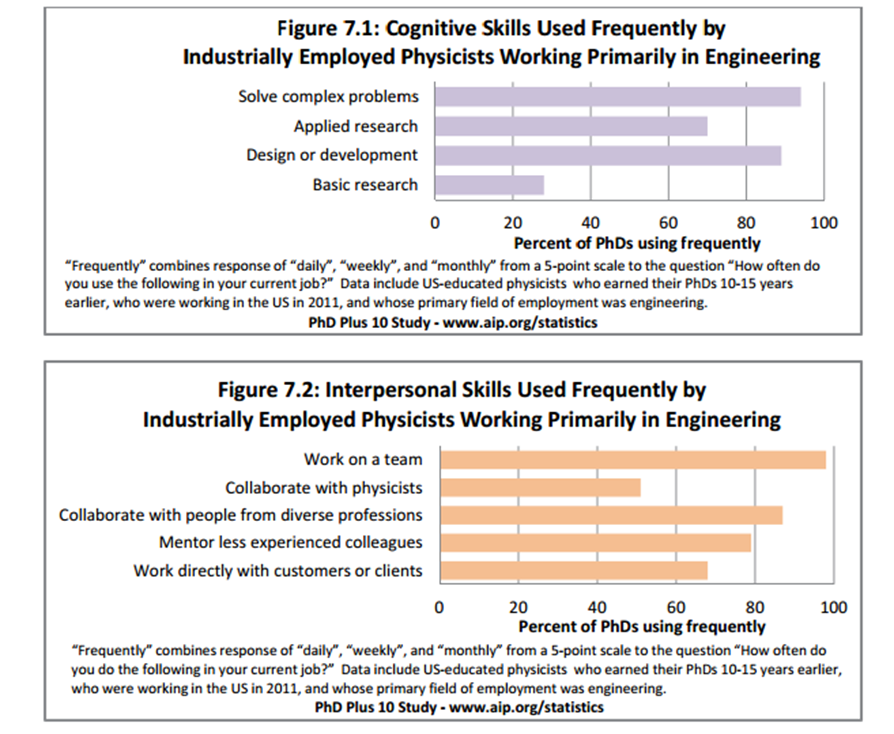 Figure 7.1: Cognitive Skills Used Frequently by
Industrially Employed Physicists Working Primarily in Engineering
Solve complex problems
Applied research
Design or development
Basic research
0 20 40 60 80 100
Percent of PhDs using frequently
“Frequently” combines response of “daily”, “weekly”, and “monthly” from a 5-point scale to the question “How often do
you use the following in your current job?” Data include US-educated physicists who earned their PhDs 10-15 years
earlier, who were working in the US in 2011, and whose primary field of employment was engineering.
PhD Plus 10 Study - www.aip.org/statistics
Figure 7.2: Interpersonal Skills Used Frequently by
Industrially Employed Physicists Working Primarily in Engineering
Work on a team
Collaborate with physicists
Collaborate with people from diverse professions
Mentor less experienced colleagues
Work directly with customers or clients
0 20 40 60 80 100
Percent of PhDs using frequently
“Frequently” combines response of “daily”, “weekly”, and “monthly” from a 5-point scale to the question “How often do
you do the following in your current job?” Data include US-educated physicists who earned their PhDs 10-15 years earlier,
who were working in the US in 2011, and whose primary field of employment was engineering.
PhD Plus 10 Study - www.aip.org/statistics